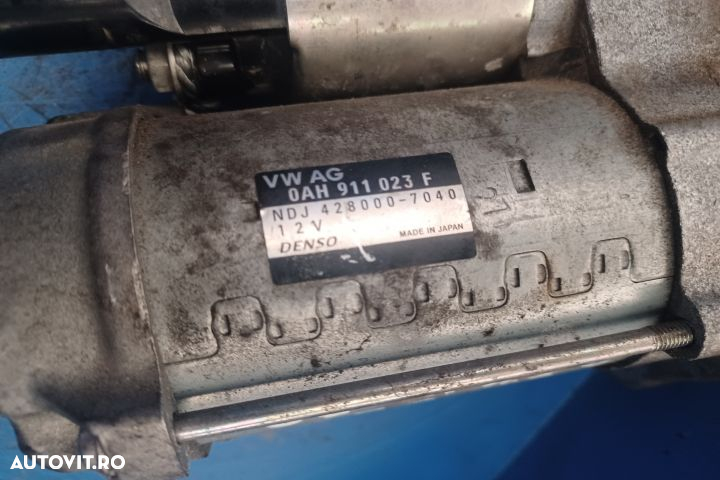 VW AG
0AH 911 023 F
NDJ 428000-7040
12V
DENSO
MADE IN JAPAN
AUTOVIT.RO